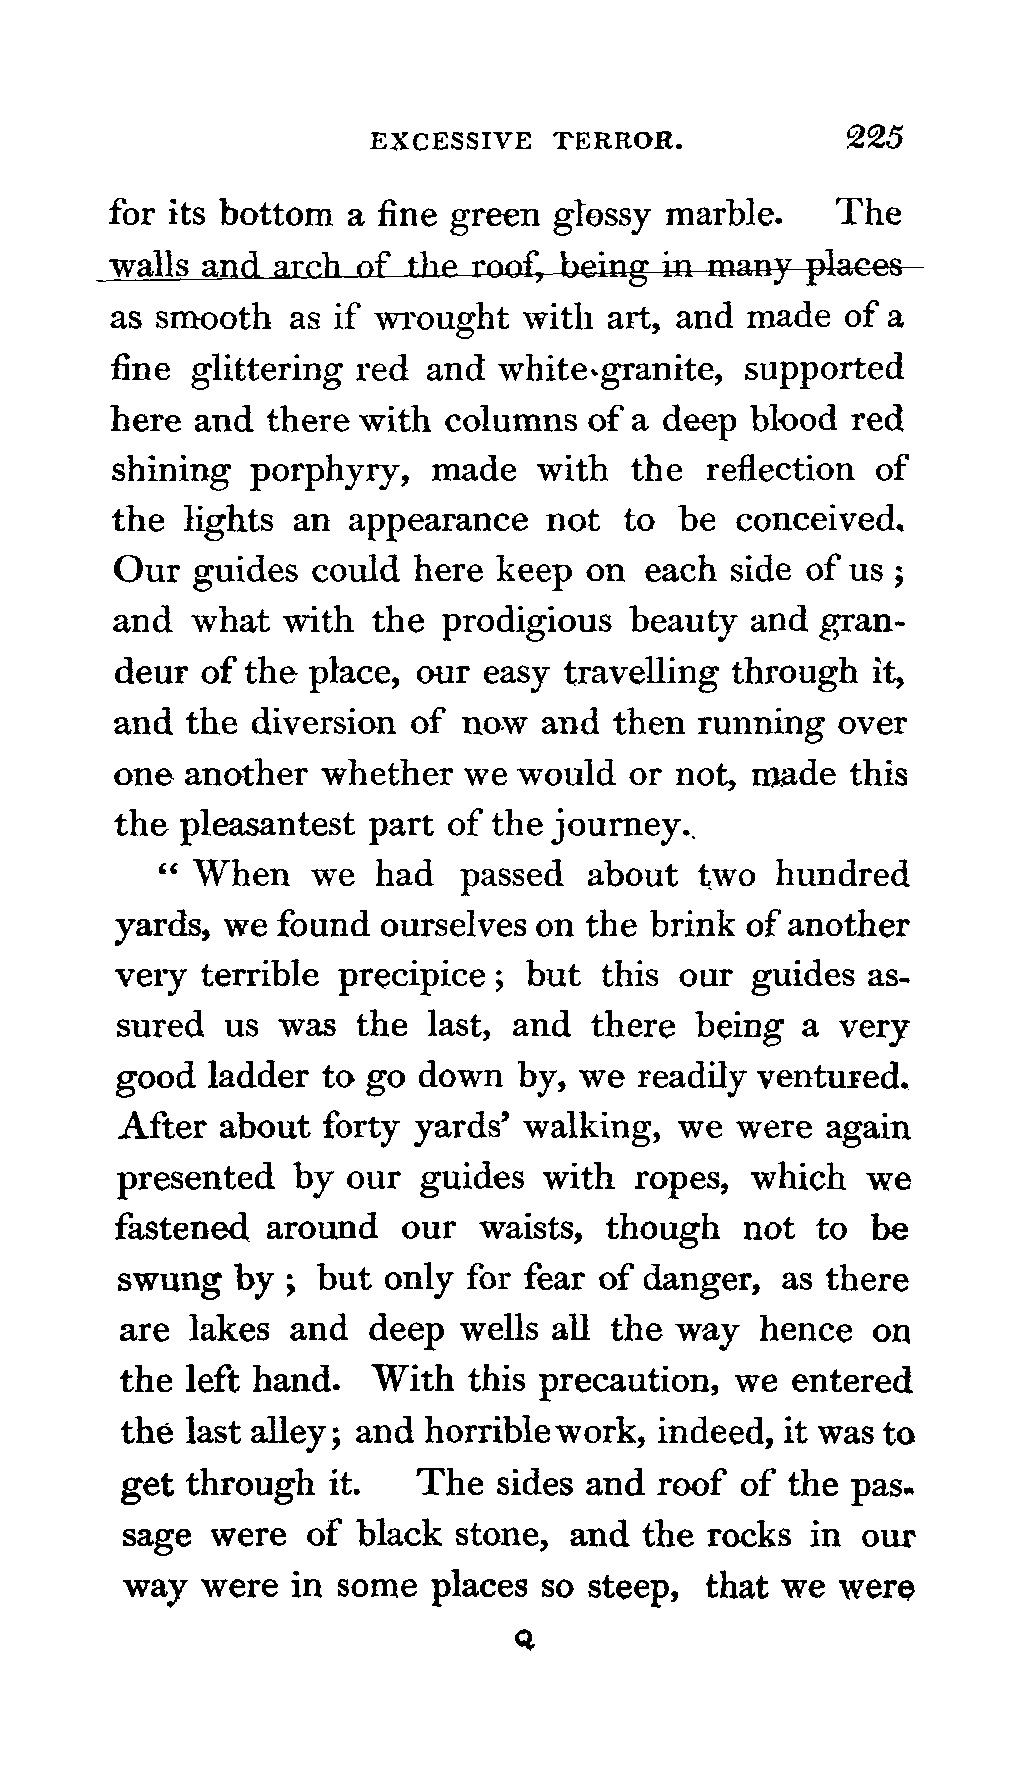 EXCESSIVE TERROR. 225
for its bottom a fine green glossy marble. The
walls and arch of the roof, being in many places
as smooth as if wrought with art, and made of a
fine glittering red and white granite, supported
here and there with columns of a deep blood red
shining porphyry, made with the reflection of
the lights an appearance not to be conceived.
Our guides could here keep on each side of us ;
and what with the prodigious beauty and gran-
deur of the place, our easy travelling through it,
and the diversion of now and then running over
one another whether we would or not, made this
the pleasantest part of the journey.
“ When we had passed about two hundred
yards, we found ourselves on the brink of another
very terrible precipice ; but this our guides as-
sured us was the last, and there being a very
good ladder to go down by, we readily ventured.
After about forty yards’ walking, we were again
presented by our guides with ropes, which we
fastened around our waists, though not to be
swung by ; but only for fear of danger, as there
are lakes and deep wells all the way hence on
the left hand. With this precaution, we entered
the last alley ; and horrible work, indeed, it was to
get through it. The sides and roof of the pas-
sage were of black stone, and the rocks in our
way were in some places so steep, that we were
Q